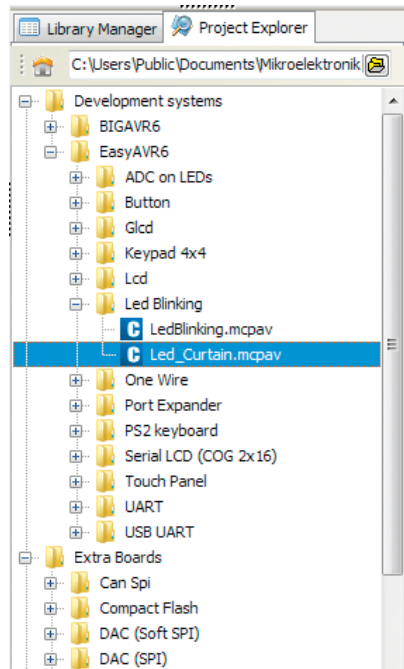 Library Manager Project Explorer
C:\Users\Public\Documents\Mikroelektronik
Development systems
BIGAVR6
EasyAVR6
ADC on LEDs
Button
Glcd
Keypad 4x4
Lcd
Led Blinking
LedBlinking.mcpav
Led_Curtain.mcpav
One Wire
Port Expander
PS2 keyboard
Serial LCD (COG 2x16)
Touch Panel
UART
USB UART
Extra Boards
Can Spi
Compact Flash
DAC (Soft SPI)
DAC (SPI)